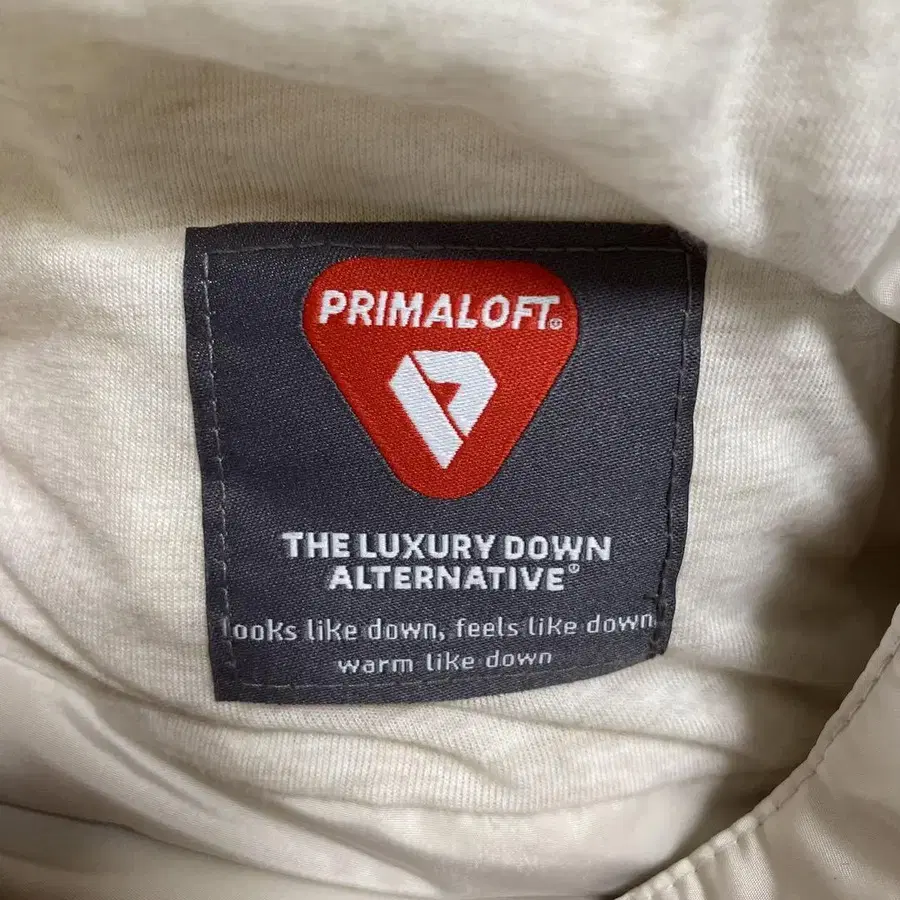 PRIMALOFT®
THE LUXURY DOWN
ALTERNATIVE®
looks like down, feels like down
warm like down